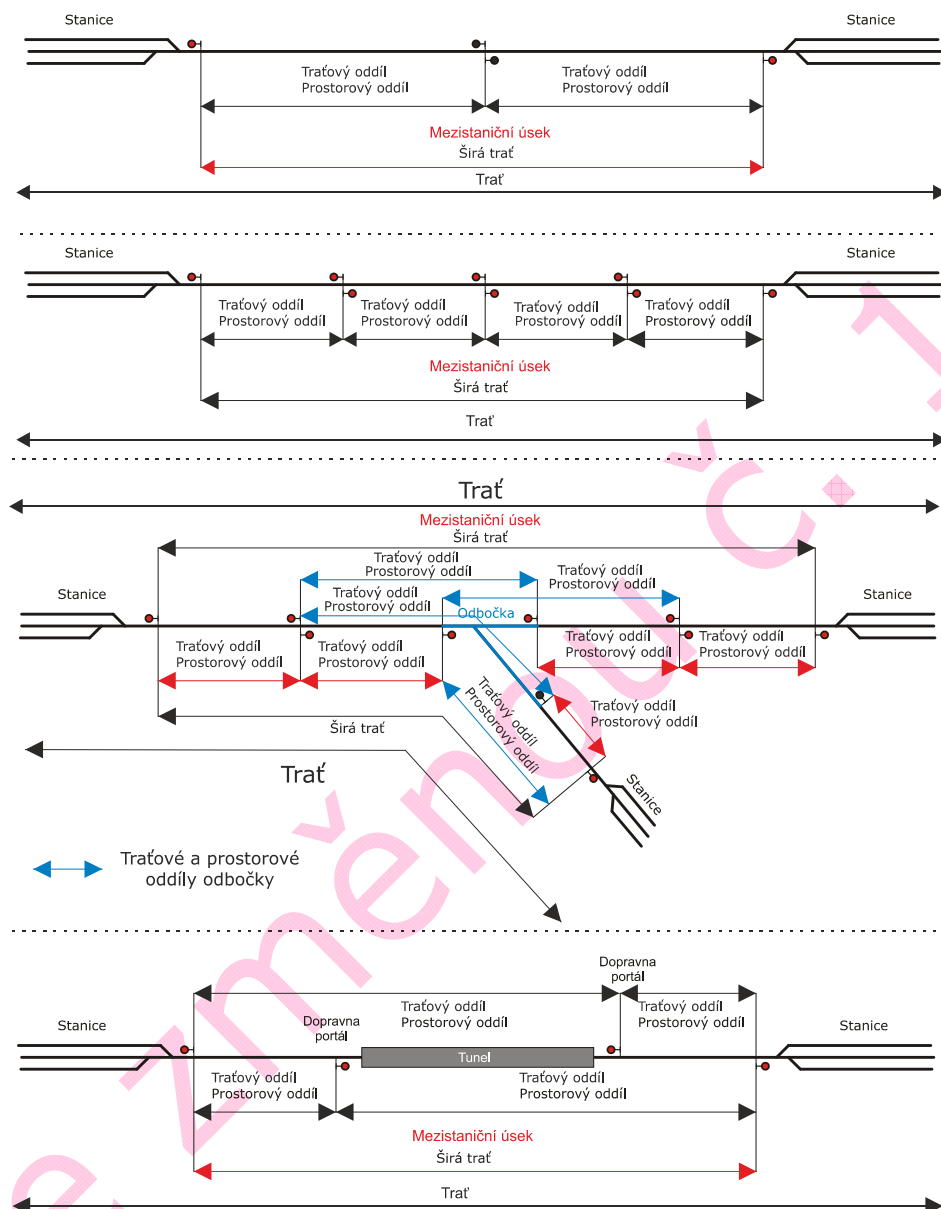 Stanice
Stanice
Traťový oddíl
Prostorový oddíl
Traťový oddíl
Prostorový oddíl
Mezistaniční úsek
Širá trať
Trať
Stanice
Stanice
Traťový oddíl
Prostorový oddíl
Traťový oddíl
Prostorový oddíl
Traťový oddíl
Prostorový oddíl
Traťový oddíl
Prostorový oddíl
Mezistaniční úsek
Širá trať
Trať
Trať
Mezistaniční úsek
Širá trať
Traťový oddíl
Prostorový oddíl
Traťový oddíl
Prostorový oddíl
Traťový oddíl
Prostorový oddíl
Stanice
Stanice
Odbočka
Traťový oddíl
Prostorový oddíl
Traťový oddíl
Prostorový oddíl
Traťový oddíl
Prostorový oddíl
Traťový oddíl
Prostorový oddíl
Traťový oddíl
Prostorový oddíl
Traťový oddíl
Prostorový oddíl
Širá trať
Trať
Stanice
Traťové a prostorové
oddíly odbočky
Dopravna
portál
Traťový oddíl
Prostorový oddíl
Traťový oddíl
Prostorový oddíl
Stanice
Dopravna
portál
Stanice
Tunel
Traťový oddíl
Prostorový oddíl
Traťový oddíl
Prostorový oddíl
Mezistaniční úsek
Širá trať
Trať
e změnou č. 1